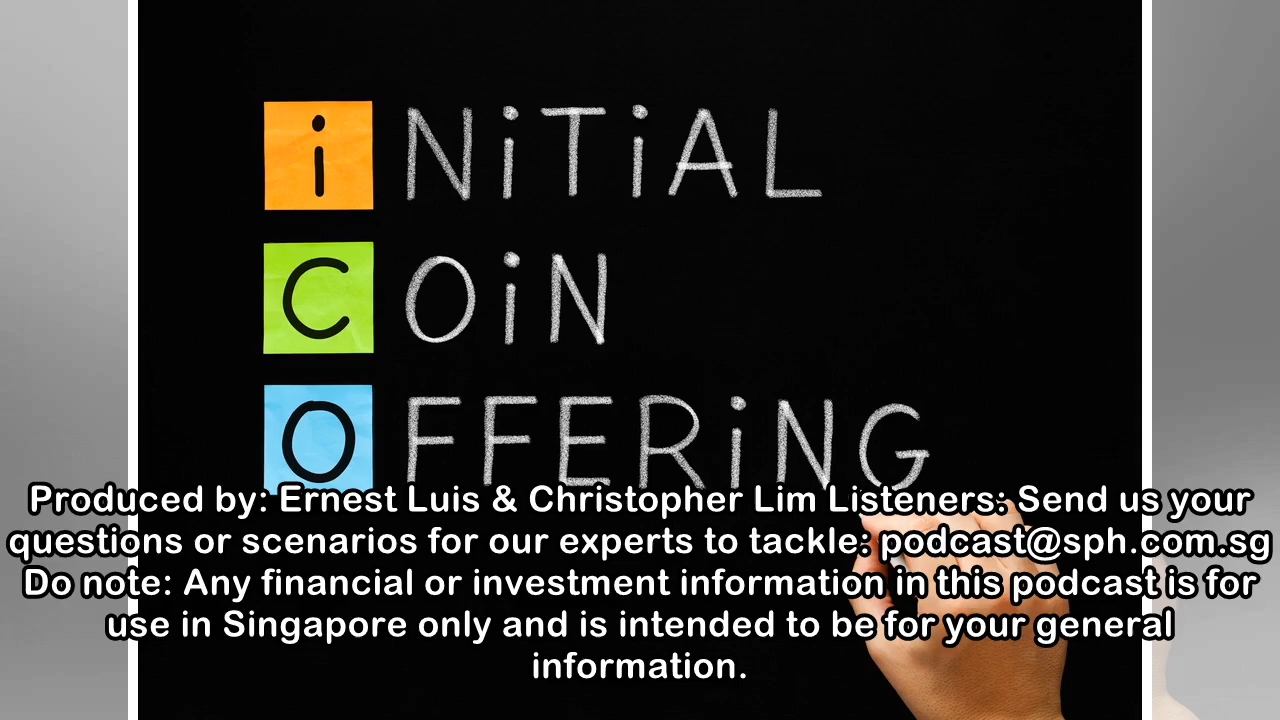 iNiTiAL
COiN
OFFERiNG
Produced by: Ernest Luis & Christopher Lim Listeners: Send us your
questions or scenarios for our experts to tackle: podcast@sph.com.sg
Do note: Any financial or investment information in this podcast is for
use in Singapore only and is intended to be for your general
information.